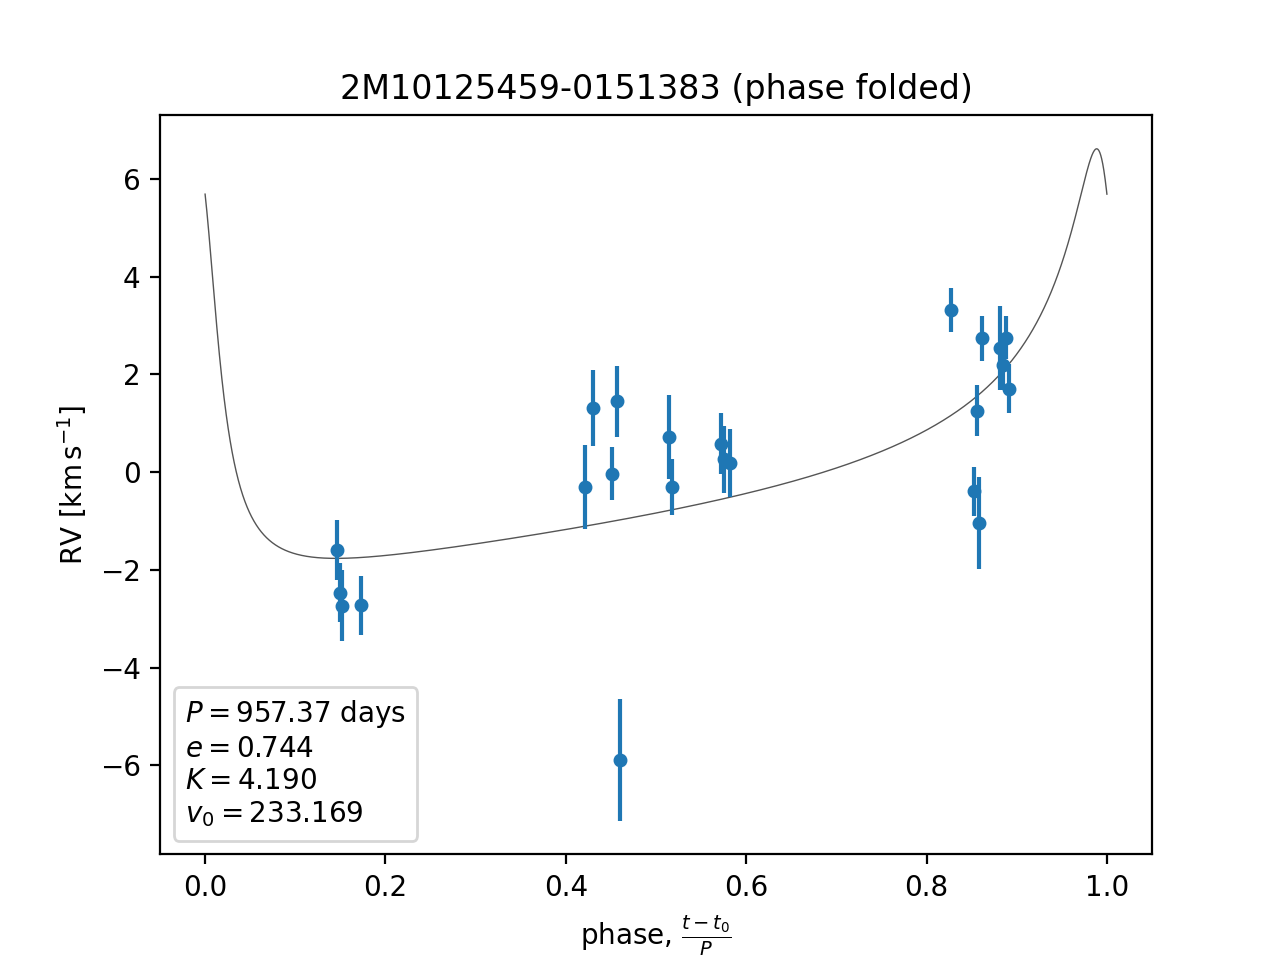 2M10125459-0151383 (phase folded)
RV [km s⁻¹]
6
4
2
0
−2
−4
−6
P = 957.37 days
e = 0.744
K = 4.190
v₀ = 233.169
0.0 0.2 0.4 0.6 0.8 1.0
phase, (t − t₀)/P